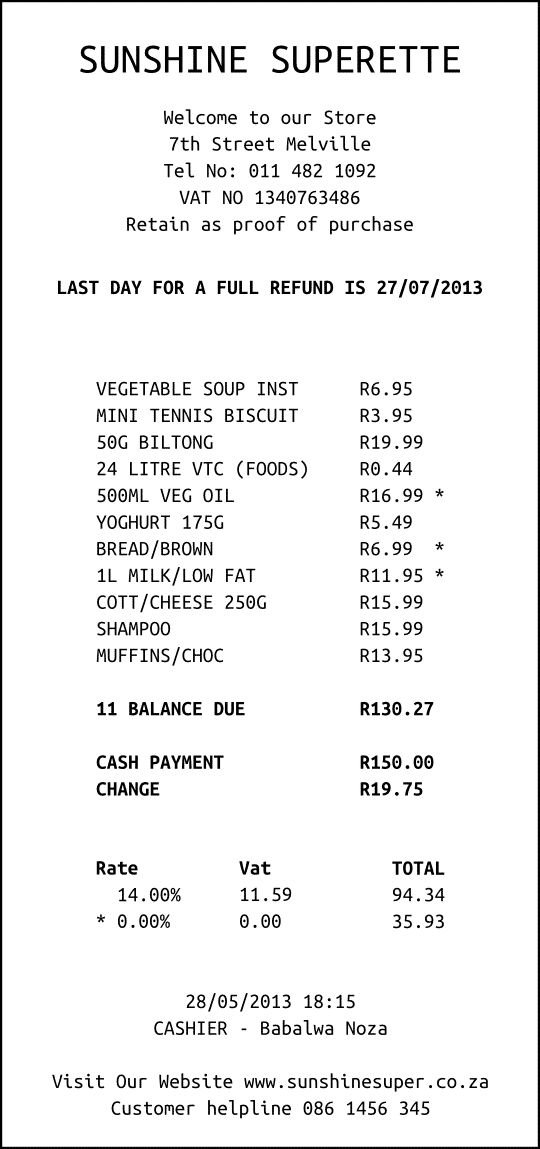 SUNSHINE SUPERETTE
Welcome to our Store
7th Street Melville
Tel No: 011 482 1092
VAT NO 1340763486
Retain as proof of purchase
LAST DAY FOR A FULL REFUND IS 27/07/2013
VEGETABLE SOUP INST R6.95
MINI TENNIS BISCUIT R3.95
50G BILTONG R19.99
24 LITRE VTC (FOODS) R0.44
500ML VEG OIL R16.99 *
YOGHURT 175G R5.49
BREAD/BROWN R6.99 *
1L MILK/LOW FAT R11.95 *
COTT/CHEESE 250G R15.99
SHAMPOO R15.99
MUFFINS/CHOC R13.95
11 BALANCE DUE R130.27
CASH PAYMENT R150.00
CHANGE R19.75
Rate Vat TOTAL
14.00% 11.59 94.34
* 0.00% 0.00 35.93
28/05/2013 18:15
CASHIER - Babalwa Noza
Visit Our Website www.sunshinesuper.co.za
Customer helpline 086 1456 345